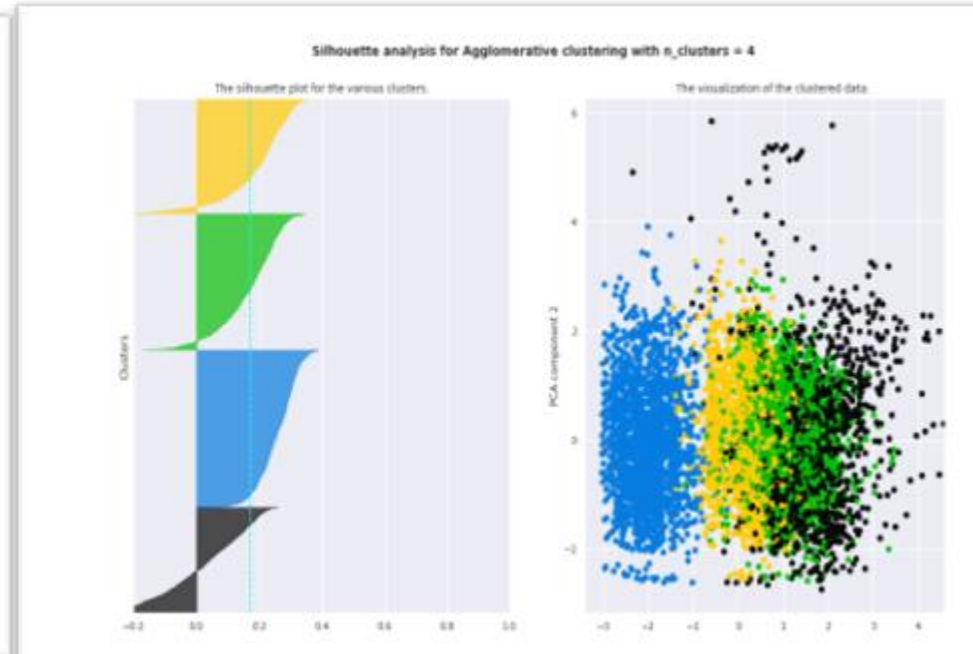 Silhouette analysis for Agglomerative clustering with n_clusters = 4
The silhouette plot for the various clusters.
Clusters
-0.2 0.0 0.2 0.4 0.6 0.8 1.0
The visualization of the clustered data.
PCA component 2
6
4
2
0
-2
-3 -2 -1 0 1 2 3 4